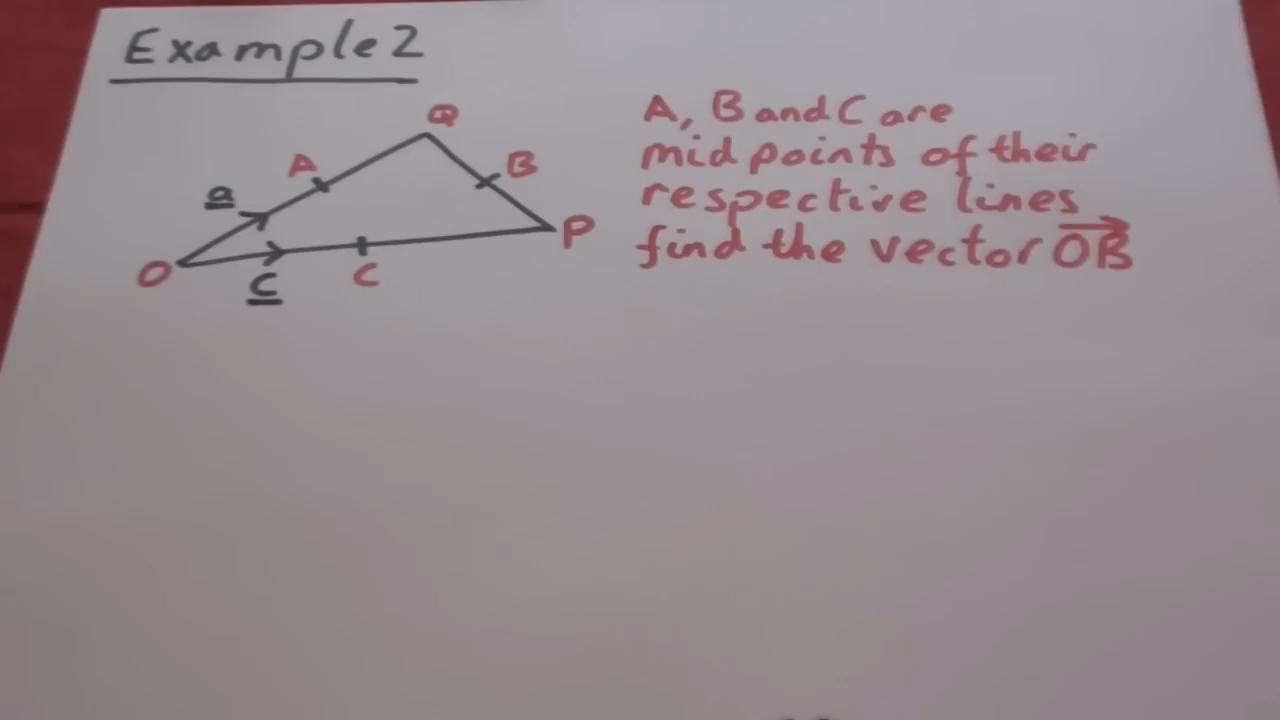 Example 2
Q
A, B and C are
A
B
mid points of their
a
respective lines
P
find the vector OB
O
C
c